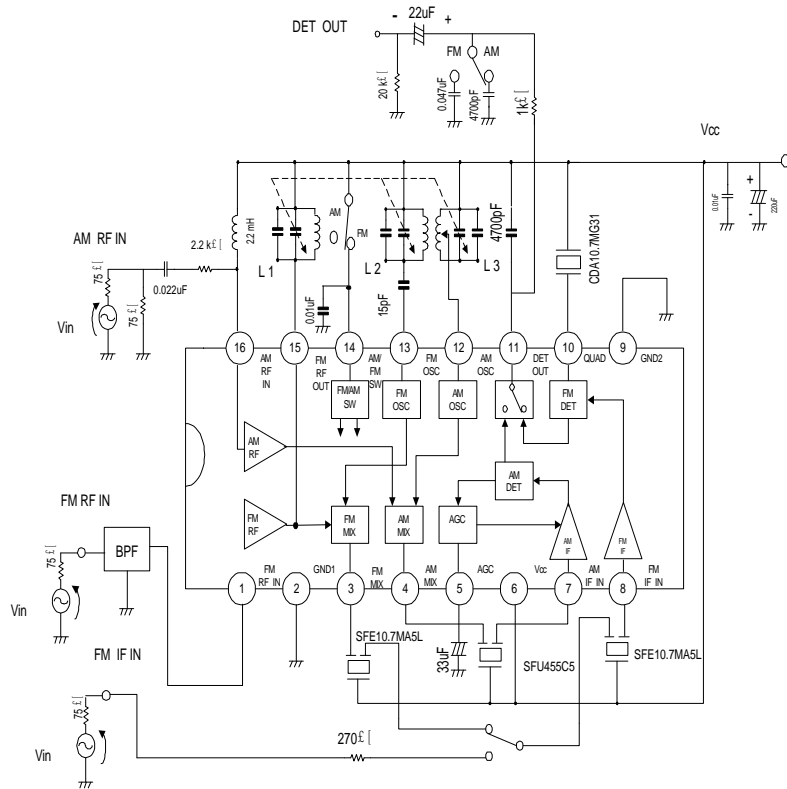 DET OUT
- 22uF +
FM AM
20 k£ [
0.047uF
4700pF
1k£ [
Vcc
0.01uF
+
-
220uF
AM RF IN
75 £ [
Vin
75 £ [
0.022uF
2.2 k£ [
2.2 mH
L 1
AM
FM
0.01uF
L 2
15pF
L 3
4700pF
CDA10.7MG31
16
AM RF IN
15
FM RF OUT
14
AM/ FM SW
13
FM OSC
12
AM OSC
11
DET OUT
10
QUAD
9
GND2
FM/AM SW
FM OSC
AM OSC
FM DET
AM RF
AM DET
FM RF
FM MIX
AM MIX
AGC
AM IF
FM IF
1
FM RF IN
2
GND1
3
FM MIX
4
AM MIX
5
AGC
6
Vcc
7
AM IF IN
8
FM IF IN
FM RF IN
75 £ [
BPF
Vin
SFE10.7MA5L
33uF
SFU455C5
SFE10.7MA5L
FM IF IN
75 £ [
Vin
270£ [